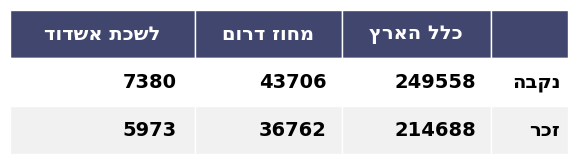 כלל הארץ מחוז דרום לשכת אשדוד
נקבה 249558 43706 7380
זכר 214688 36762 5973